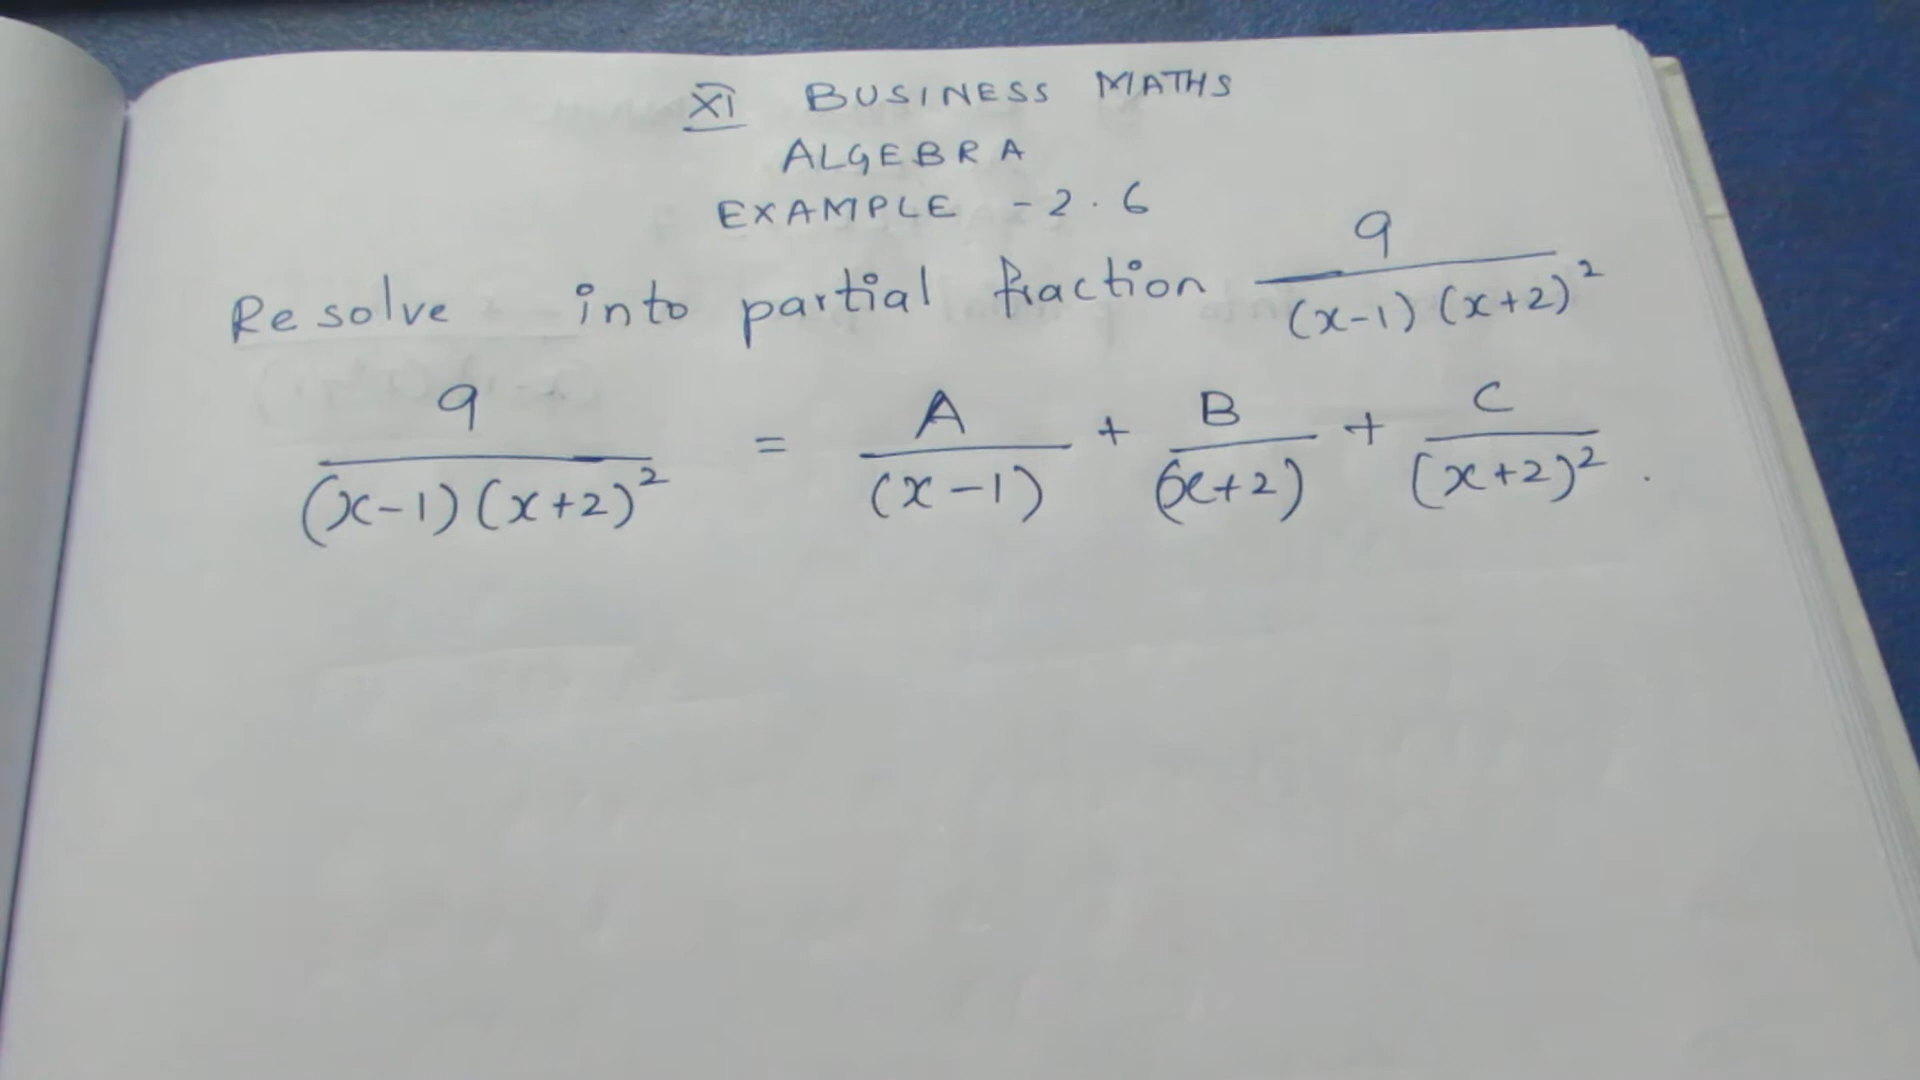 XI BUSINESS MATHS
ALGEBRA
EXAMPLE - 2.6
Resolve into partial fraction 9/(x-1)(x+2)²
9/(x-1)(x+2)² = A/(x-1) + B/(x+2) + C/(x+2)².